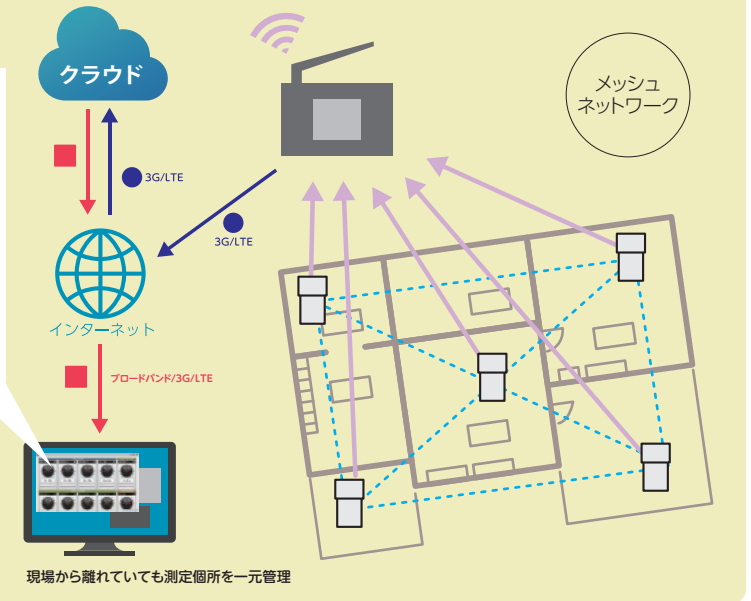 クラウド
メッシュ
ネットワーク
3G/LTE
3G/LTE
インターネット
ブロードバンド/3G/LTE
現場から離れていても測定個所を一元管理